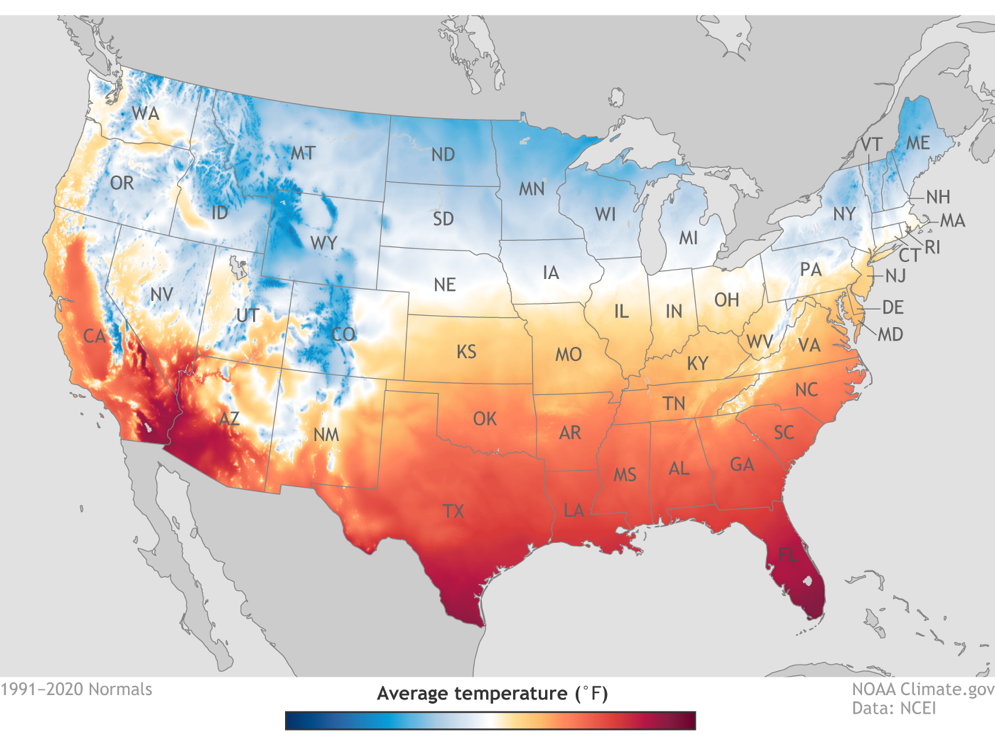 WA
MT
ND
MN
VT
ME
OR
ID
SD
WI
NH
NY
MA
WY
MI
RI
CT
NV
NE
IA
PA
NJ
UT
IL
IN
OH
DE
CA
CO
KS
MO
WV
VA
MD
KY
AZ
NM
OK
AR
TN
NC
SC
MS
AL
GA
TX
LA
FL
1991–2020 Normals
Average temperature (°F)
NOAA Climate.gov
Data: NCEI